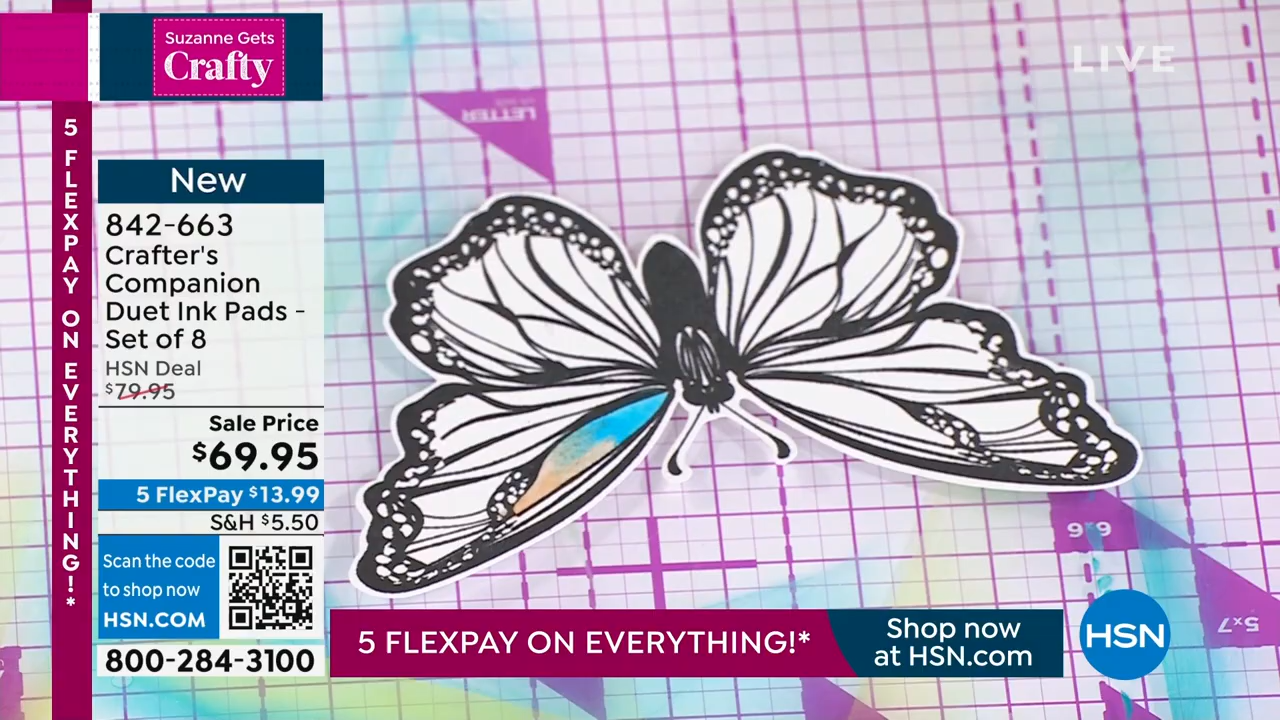 Suzanne Gets
Crafty
LIVE
5 FLEXPAY ON EVERYTHING!*
New
842-663
Crafter's
Companion
Duet Ink Pads -
Set of 8
HSN Deal
$79.95
Sale Price
$69.95
5 FlexPay $13.99
S&H $5.50
Scan the code
to shop now
HSN.COM
800-284-3100
LETTER
6x6
5x7
5 FLEXPAY ON EVERYTHING!*
Shop now
at HSN.com
HSN